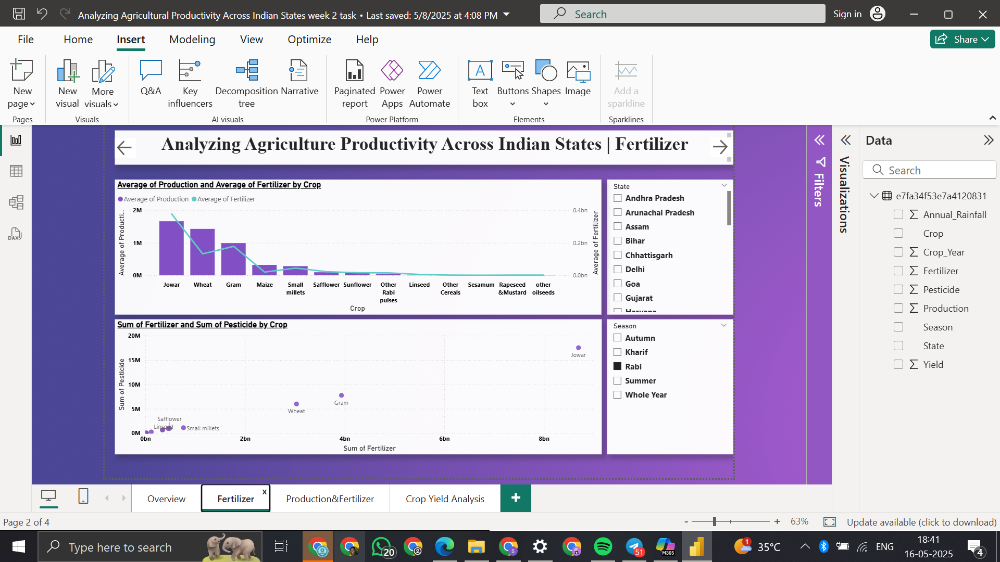 Analyzing Agricultural Productivity Across Indian States week 2 task • Last saved: 5/8/2025 at 4:08 PM
Search
Sign in
File Home Insert Modeling View Optimize Help
Share
New page
New visual
More visuals
Q&A
Key influencers
Decomposition tree
Narrative
Paginated report
Power Apps
Power Automate
Text box
Buttons
Shapes
Image
Add a sparkline
Pages
Visuals
AI visuals
Power Platform
Elements
Sparklines
DAX
Analyzing Agriculture Productivity Across Indian States | Fertilizer
Average of Production and Average of Fertilizer by Crop
Average of Production Average of Fertilizer
Average of Producti...
2M
1M
0M
0.4bn
0.2bn
0.0bn
Average of Fertilizer
Jowar
Wheat
Gram
Maize
Small millets
Safflower
Sunflower
Other Rabi pulses
Linseed
Other Cereals
Sesamum
Rapeseed &Mustard
other oilseeds
Crop
State
Andhra Pradesh
Arunachal Pradesh
Assam
Bihar
Chhattisgarh
Delhi
Goa
Gujarat
Haryana
Sum of Fertilizer and Sum of Pesticide by Crop
Sum of Pesticide
20M
15M
10M
5M
0M
Jowar
Gram
Wheat
Safflower
Linseed
Small millets
0bn 2bn 4bn 6bn 8bn
Sum of Fertilizer
Season
Autumn
Kharif
Rabi
Summer
Whole Year
Filters
Visualizations
Data
Search
e7fa34f53e7a4120831
Annual_Rainfall
Crop
Crop_Year
Fertilizer
Pesticide
Production
Season
State
Yield
Overview
Fertilizer
x
Production&Fertilizer
Crop Yield Analysis
+
Page 2 of 4
- + 63%
Update available (click to download)
Type here to search
20
51
M365
1
35°C
ENG
18:41
16-05-2025
4